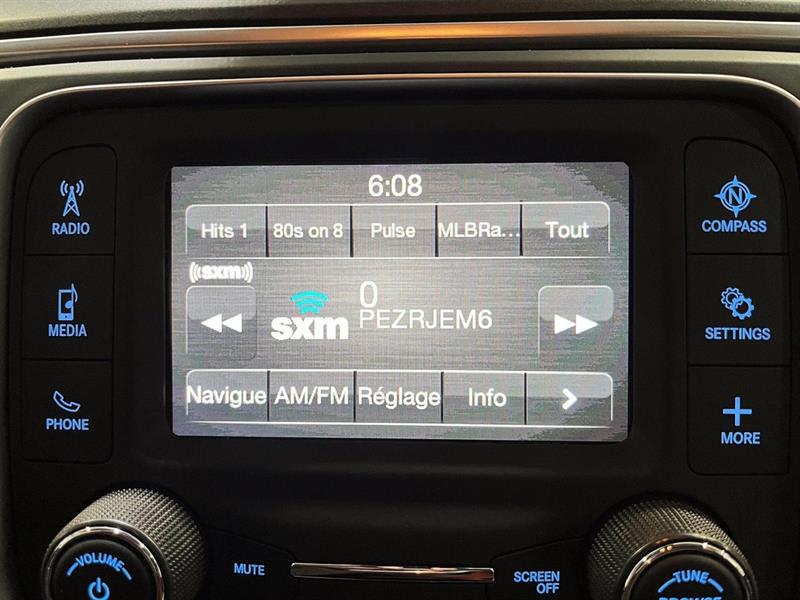 6:08
Hits 1 80s on 8 Pulse MLBRa... Tout
((sxm))
sxm 0
PEZRJEM6
Navigue AM/FM Réglage Info >
RADIO
MEDIA
PHONE
N
COMPASS
SETTINGS
MORE
VOLUME
MUTE
SCREEN
OFF
TUNE
BROWSE